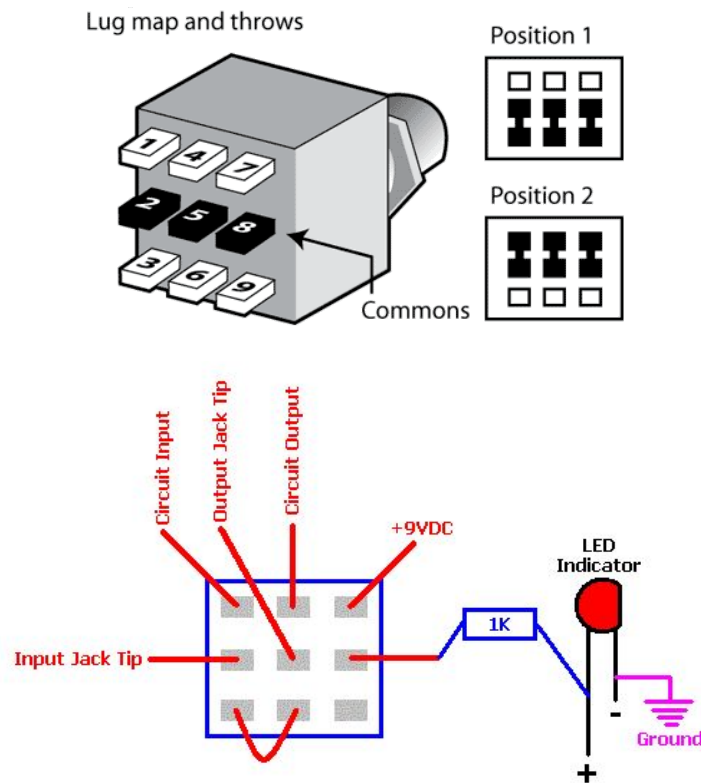 Lug map and throws
Position 1
1 4 7
2 5 8
3 6 9
Position 2
Commons
Circuit Input
Output Jack Tip
Circuit Output
+9VDC
LED
Indicator
1K
Input Jack Tip
-
Ground
+